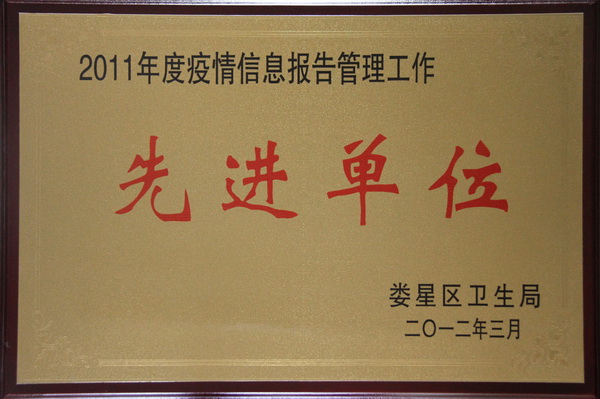 2011年度疫情信息报告管理工作
先进单位
娄星区卫生局
二〇一二年三月